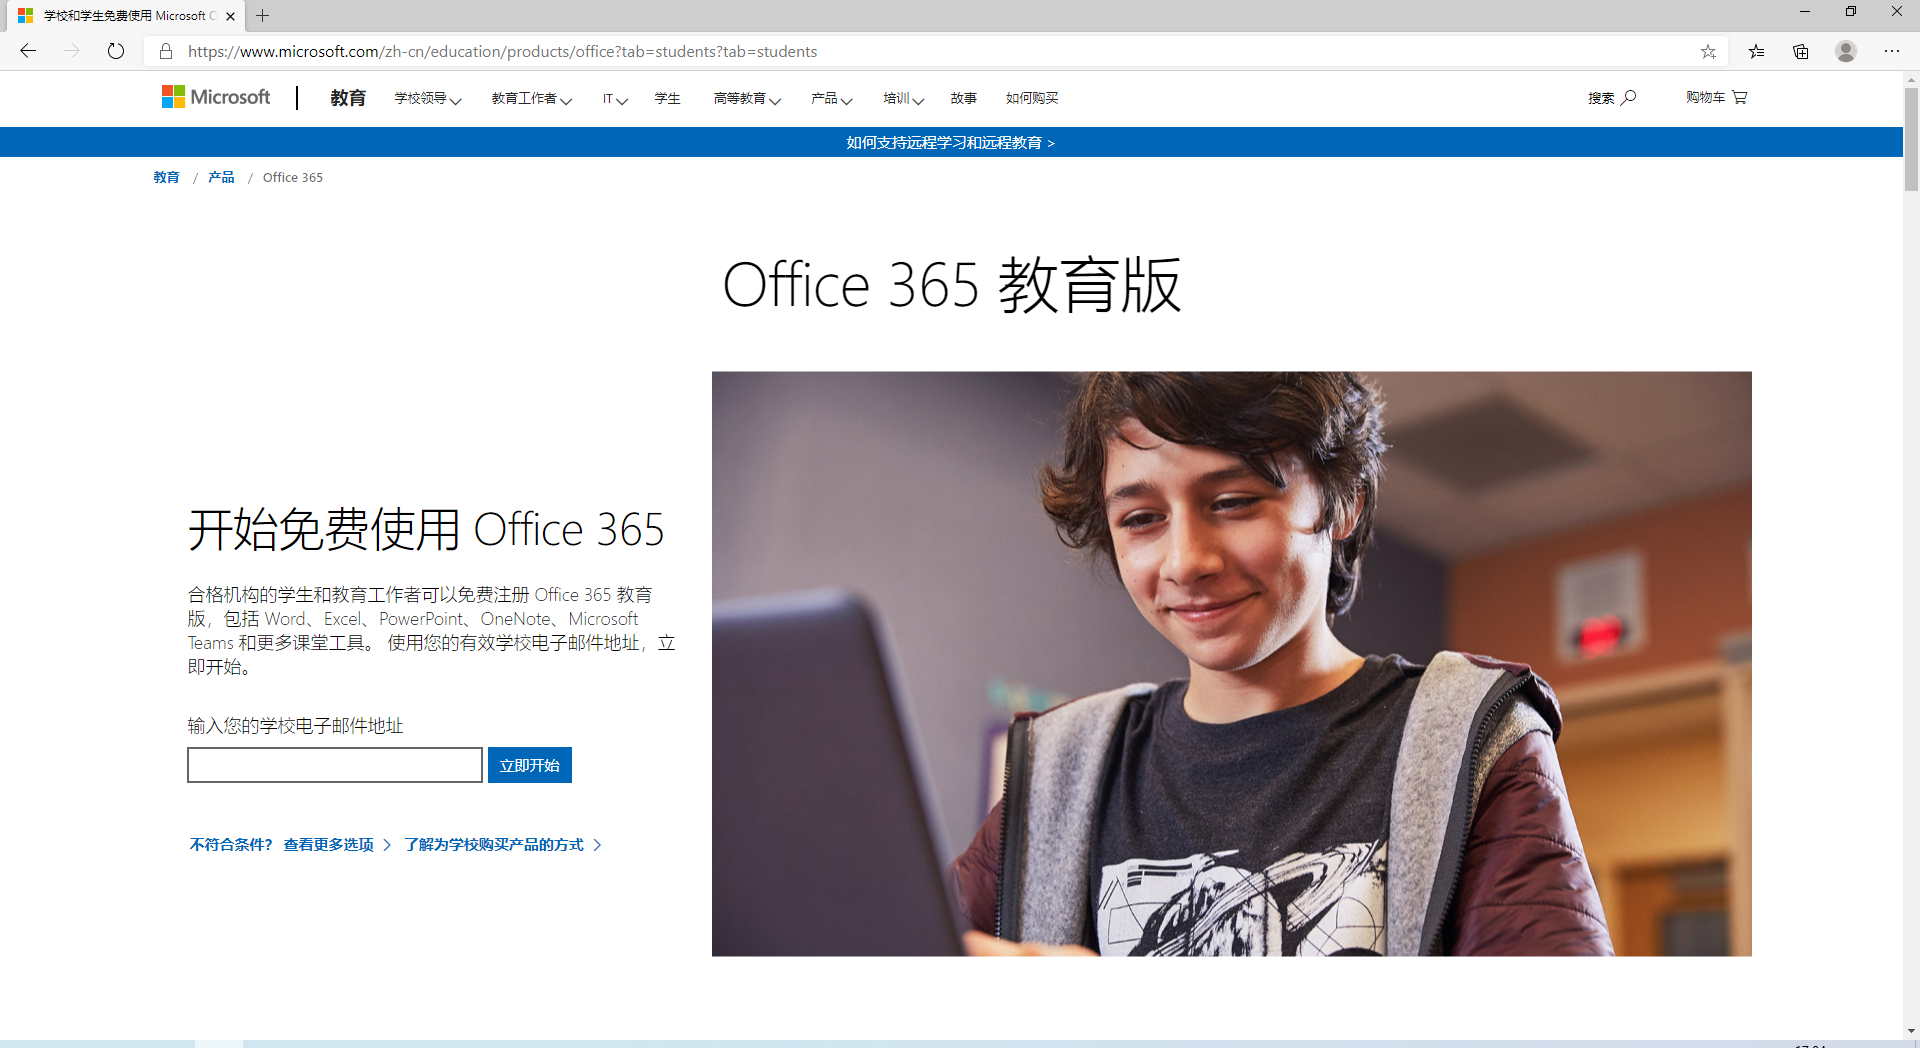 学校和学生免费使用 Microsoft
https://www.microsoft.com/zh-cn/education/products/office?tab=students?tab=students
Microsoft 教育 学校领导 教育工作者 IT 学生 高等教育 产品 培训 故事 如何购买 搜索 购物车
如何支持远程学习和远程教育 >
教育 / 产品 / Office 365
Office 365 教育版
开始免费使用 Office 365
合格机构的学生和教育工作者可以免费注册 Office 365 教育
版，包括 Word、Excel、PowerPoint、OneNote、Microsoft
Teams 和更多课堂工具。 使用您的有效学校电子邮件地址，立
即开始。
输入您的学校电子邮件地址
立即开始
不符合条件？ 查看更多选项 了解为学校购买产品的方式